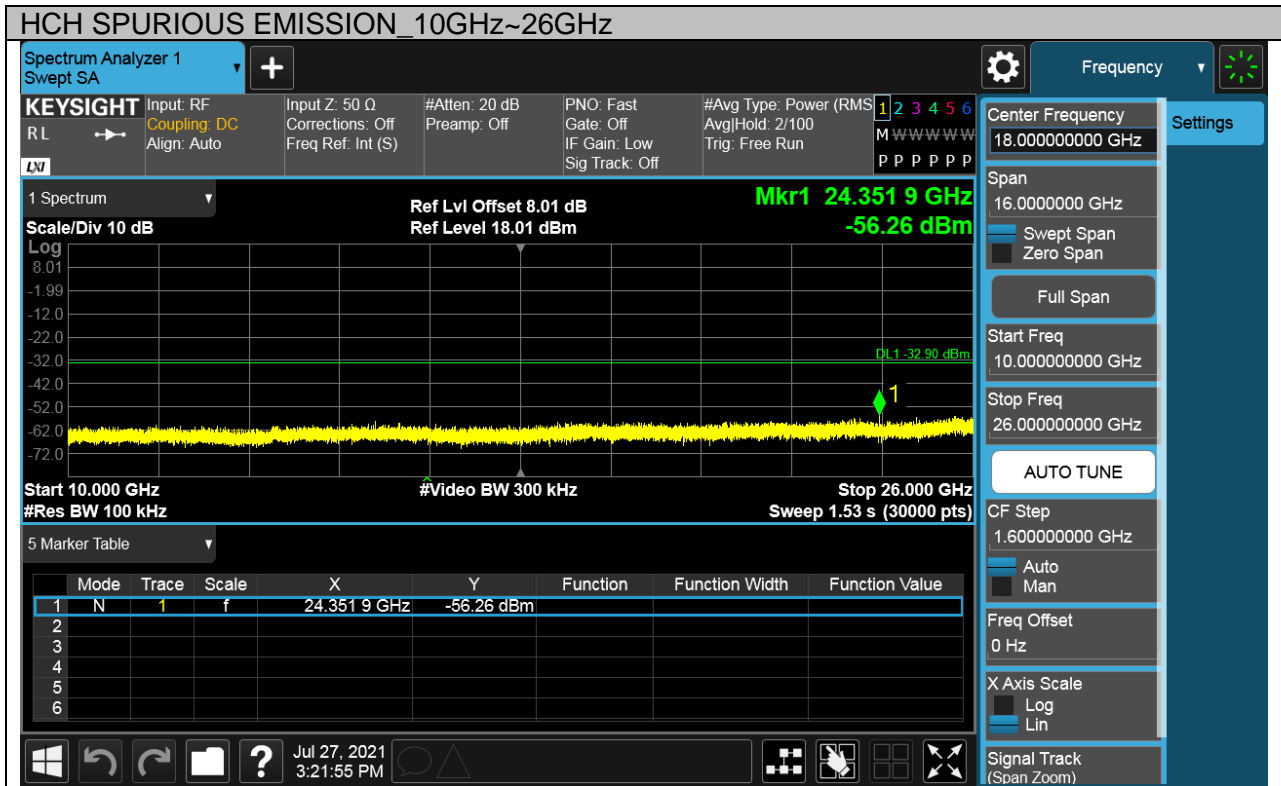 HCH SPURIOUS EMISSION_10GHz~26GHz
Spectrum Analyzer 1
Swept SA
+
Frequency
KEYSIGHT
RL
LXI
Input: RF
Coupling: DC
Align: Auto
Input Z: 50 Ω
Corrections: Off
Freq Ref: Int (S)
#Atten: 20 dB
Preamp: Off
PNO: Fast
Gate: Off
IF Gain: Low
Sig Track: Off
#Avg Type: Power (RMS
Avg|Hold: 2/100
Trig: Free Run
1 2 3 4 5 6
M W W W W W
P P P P P P
1 Spectrum
Scale/Div 10 dB
Ref Lvl Offset 8.01 dB
Ref Level 18.01 dBm
Mkr1 24.351 9 GHz
-56.26 dBm
Log
8.01
-1.99
-12.0
-22.0
-32.0
-42.0
-52.0
-62.0
-72.0
DL1 -32.90 dBm
1
Start 10.000 GHz
#Res BW 100 kHz
#Video BW 300 kHz
Stop 26.000 GHz
Sweep 1.53 s (30000 pts)
5 Marker Table
Mode Trace Scale X Y Function Function Width Function Value
1 N 1 f 24.351 9 GHz -56.26 dBm
2
3
4
5
6
?
Jul 27, 2021
3:21:55 PM
Center Frequency
18.000000000 GHz
Settings
Span
16.0000000 GHz
Swept Span
Zero Span
Full Span
Start Freq
10.000000000 GHz
Stop Freq
26.000000000 GHz
AUTO TUNE
CF Step
1.600000000 GHz
Auto
Man
Freq Offset
0 Hz
X Axis Scale
Log
Lin
Signal Track
(Span Zoom)